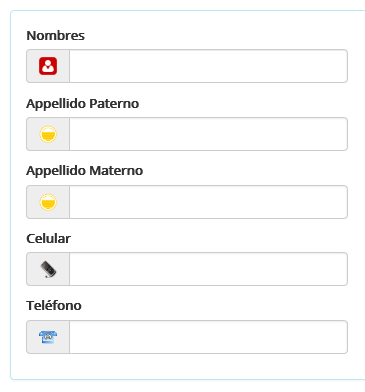 Nombres
Appellido Paterno
Appellido Materno
Celular
Teléfono